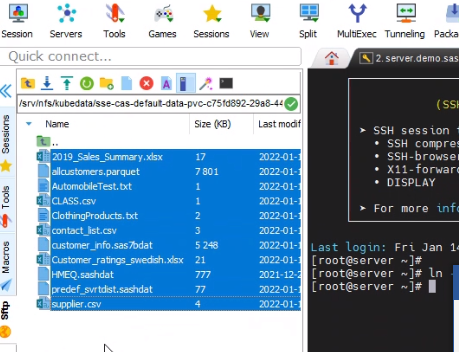 Session Servers Tools Games Sessions View Split MultiExec Tunneling Packa
Quick connect...
2. server.demo.sas
/srv/nfs/kubedata/sse-cas-default-data-pvc-c75fd892-29a8-44
Name Size (KB) Last modif
..
2019_Sales_Summary.xlsx 17 2022-01-1
allcustomers.parquet 7 801 2022-01-1
AutomobileTest.txt 1 2022-01-1
CLASS.csv 1 2022-01-1
ClothingProducts.txt 2 2022-01-1
contact_list.csv 3 2022-01-1
customer_info.sas7bdat 5 248 2022-01-1
Customer_ratings_swedish.xlsx 21 2022-01-1
HMEQ.sashdat 777 2021-12-2
predef_svrtdist.sashdat 77 2022-01-1
supplier.csv 4 2022-01-1
Sessions
Tools
Macros
Sftp
(SSH
➤ SSH session t
• SSH compres
• SSH-browser
• X11-forward
• DISPLAY
➤ For more info
Last login: Fri Jan 14
[root@server ~]#
[root@server ~]# ln -
[root@server ~]#